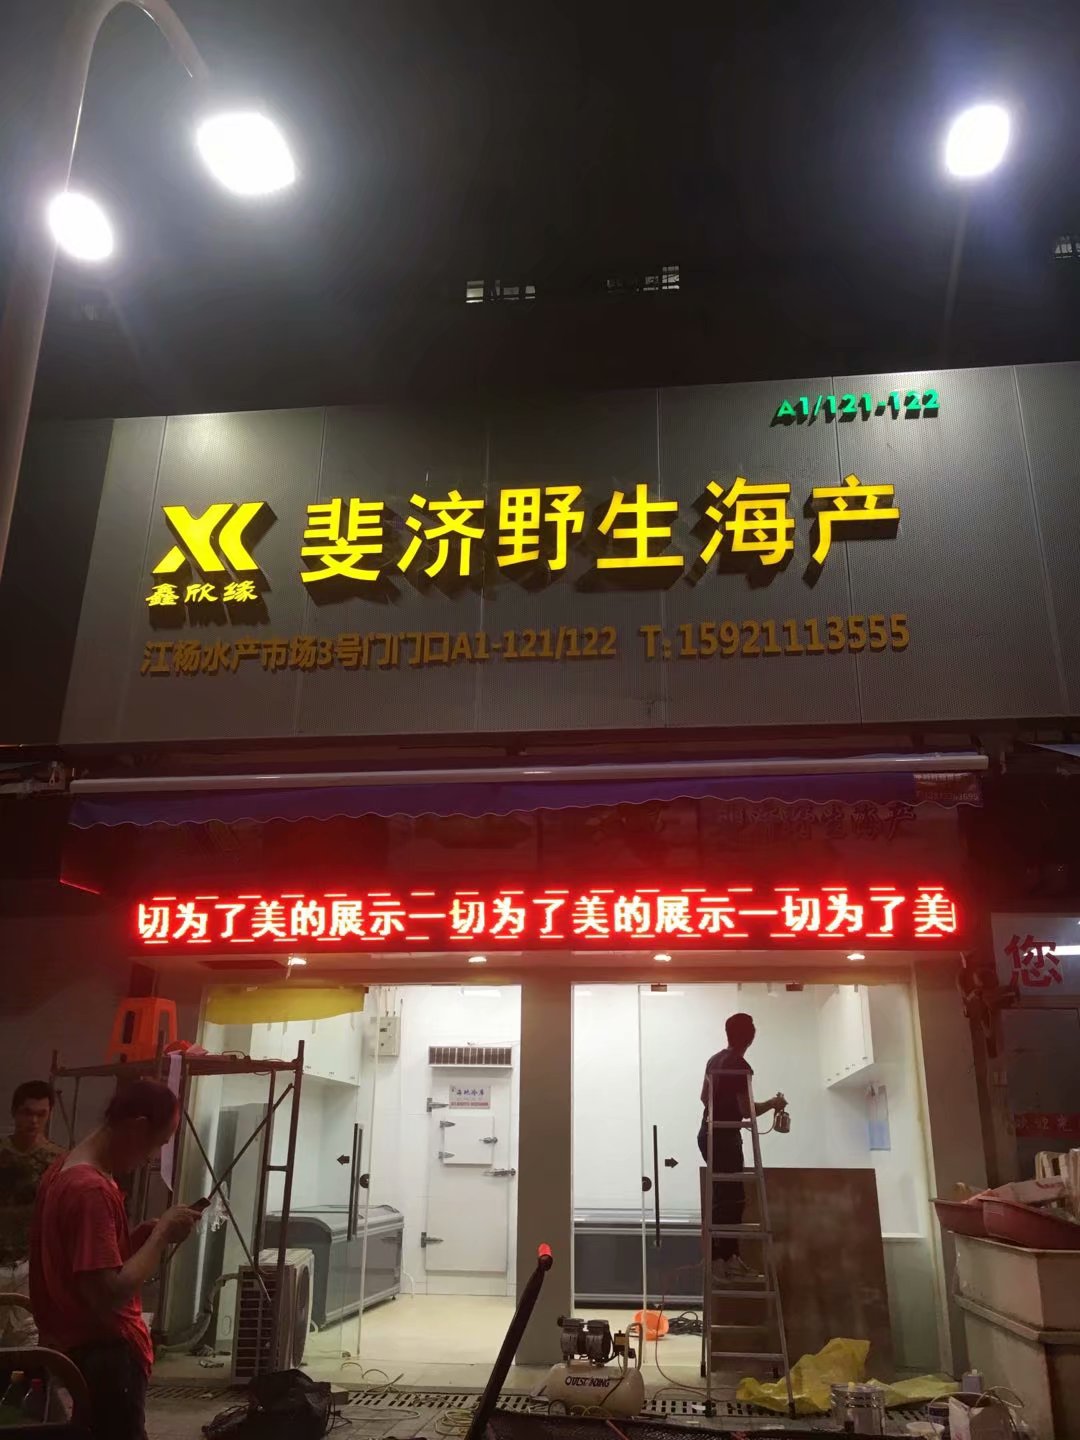 A1/121-122
斐济野生海产
鑫欣缘
江杨水产市场3号门门口A1-121/122 T:15921113555
切为了美的展示一切为了美的展示一切为了美
您